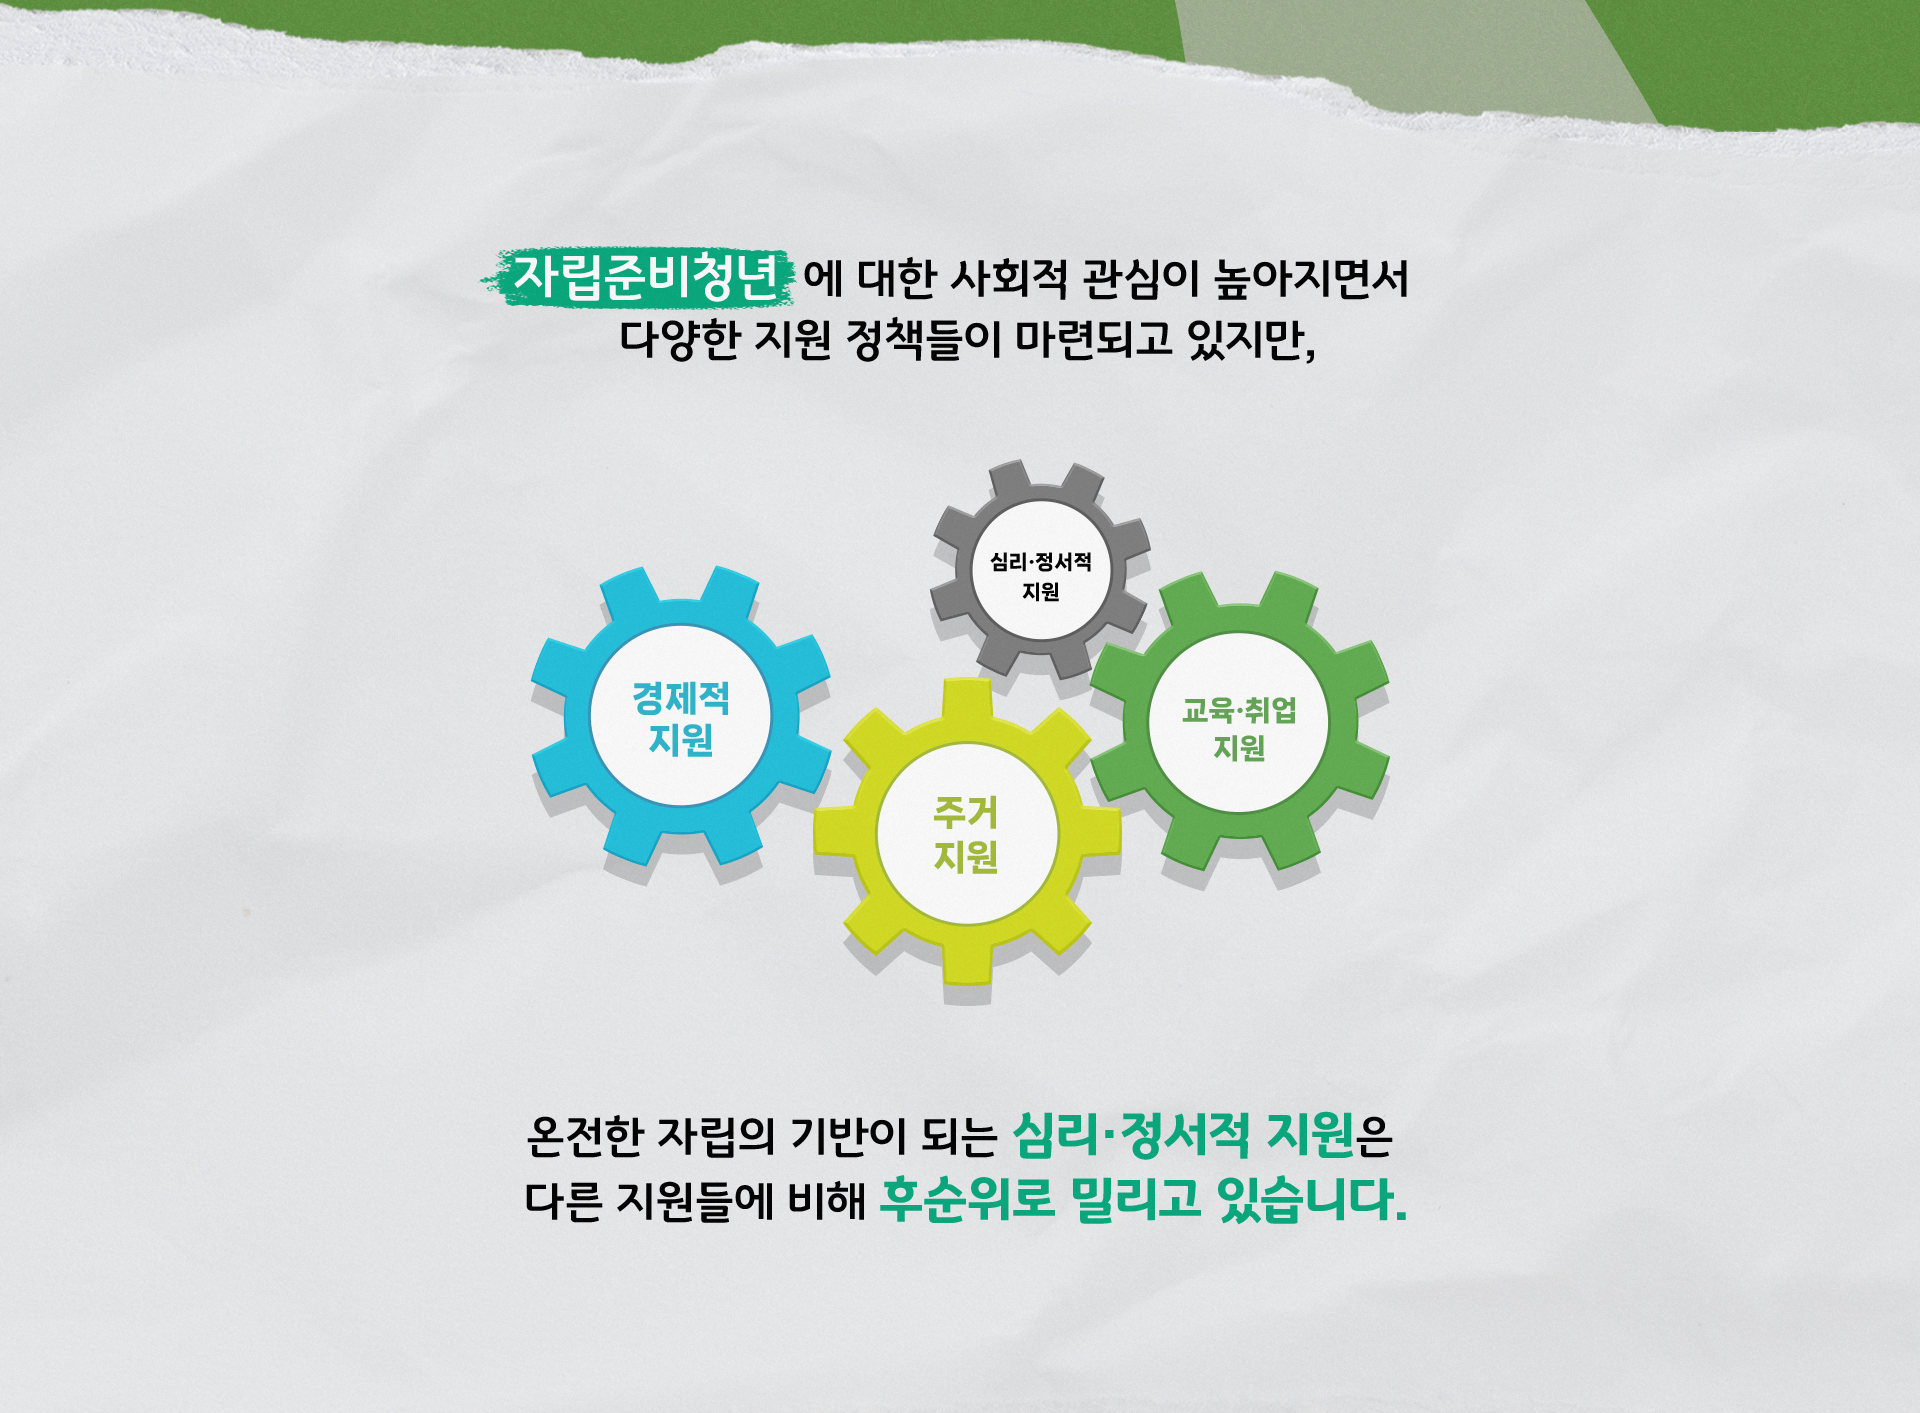 자립준비청년 에 대한 사회적 관심이 높아지면서
다양한 지원 정책들이 마련되고 있지만,
심리·정서적
지원
경제적
지원
교육·취업
지원
주거
지원
온전한 자립의 기반이 되는 심리·정서적 지원은
다른 지원들에 비해 후순위로 밀리고 있습니다.